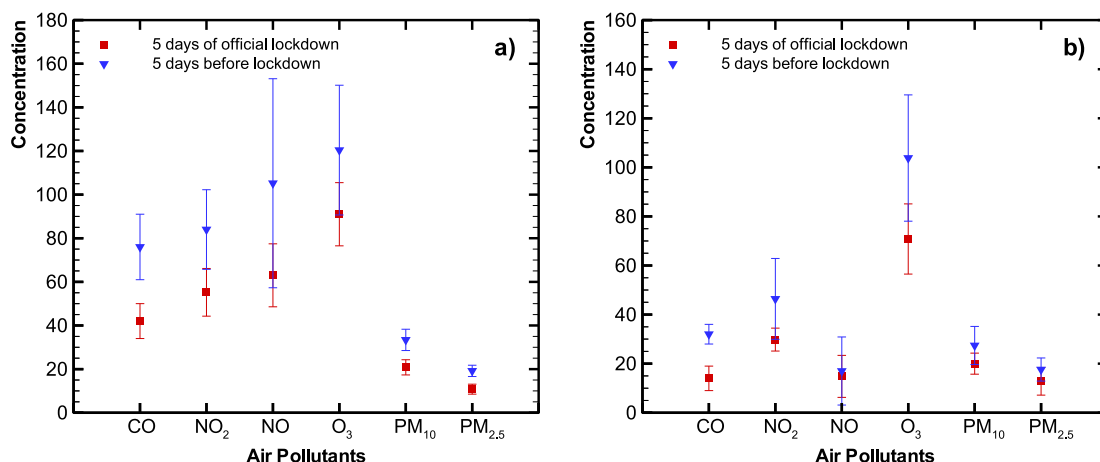 180
160
140
120
100
80
60
40
20
0
Concentration
5 days of official lockdown
5 days before lockdown
a)
CO NO₂ NO O₃ PM₁₀ PM₂.₅
Air Pollutants
160
140
120
100
80
60
40
20
0
Concentration
5 days of official lockdown
5 days before lockdown
b)
CO NO₂ NO O₃ PM₁₀ PM₂.₅
Air Pollutants